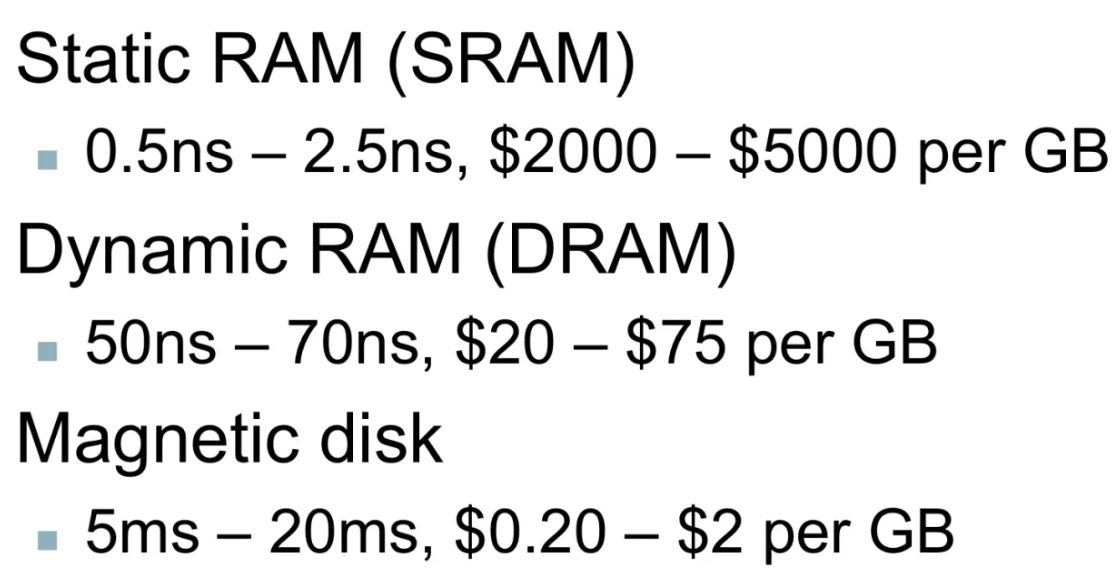 Static RAM (SRAM)
▪ 0.5ns – 2.5ns, $2000 – $5000 per GB
Dynamic RAM (DRAM)
▪ 50ns – 70ns, $20 – $75 per GB
Magnetic disk
▪ 5ms – 20ms, $0.20 – $2 per GB